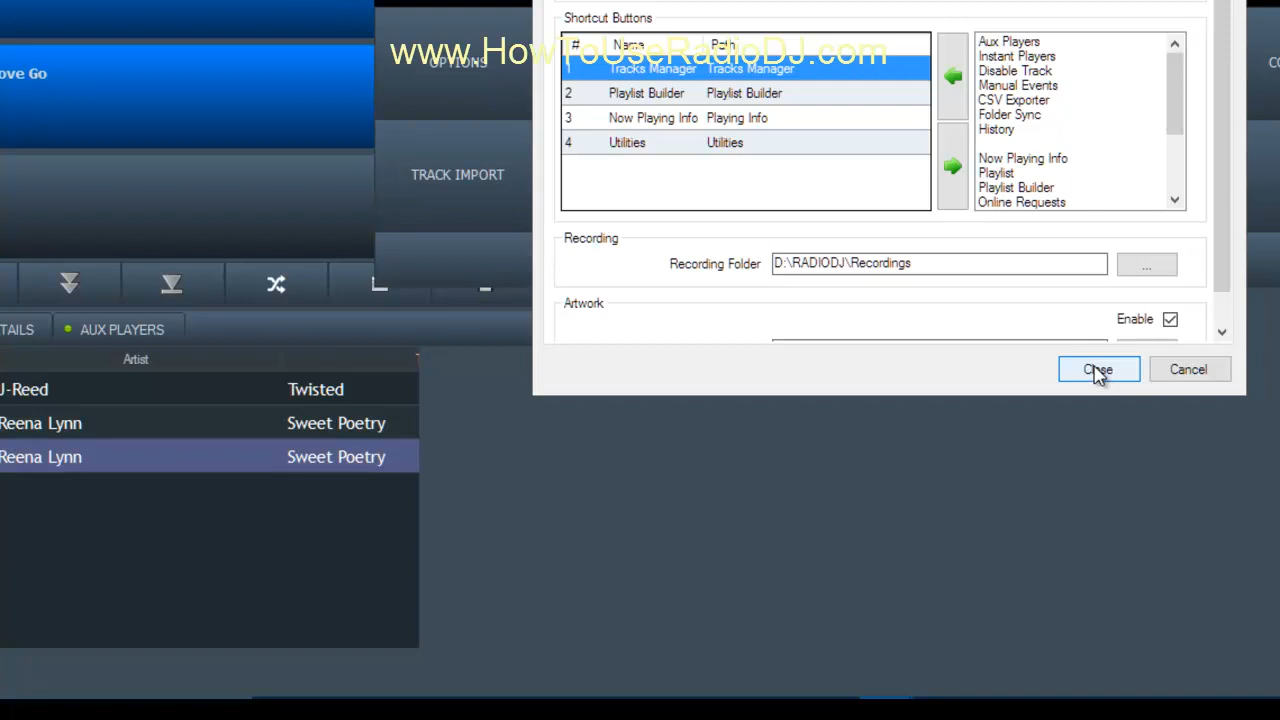 Shortcut Buttons
# Name Path
www.HowToUseRadioDJ.com
OPTIONS
CO
1 Tracks Manager Tracks Manager
2 Playlist Builder Playlist Builder
3 Now Playing Info Playing Info
4 Utilities Utilities
Aux Players
Instant Players
Disable Track
Manual Events
CSV Exporter
Folder Sync
History
Now Playing Info
Playlist
Playlist Builder
Online Requests
ove Go
TRACK IMPORT
Recording
Recording Folder D:\RADIODJ\Recordings ...
Artwork
Enable
Close Cancel
TAILS AUX PLAYERS
Artist T
J-Reed Twisted
Reena Lynn Sweet Poetry
Reena Lynn Sweet Poetry